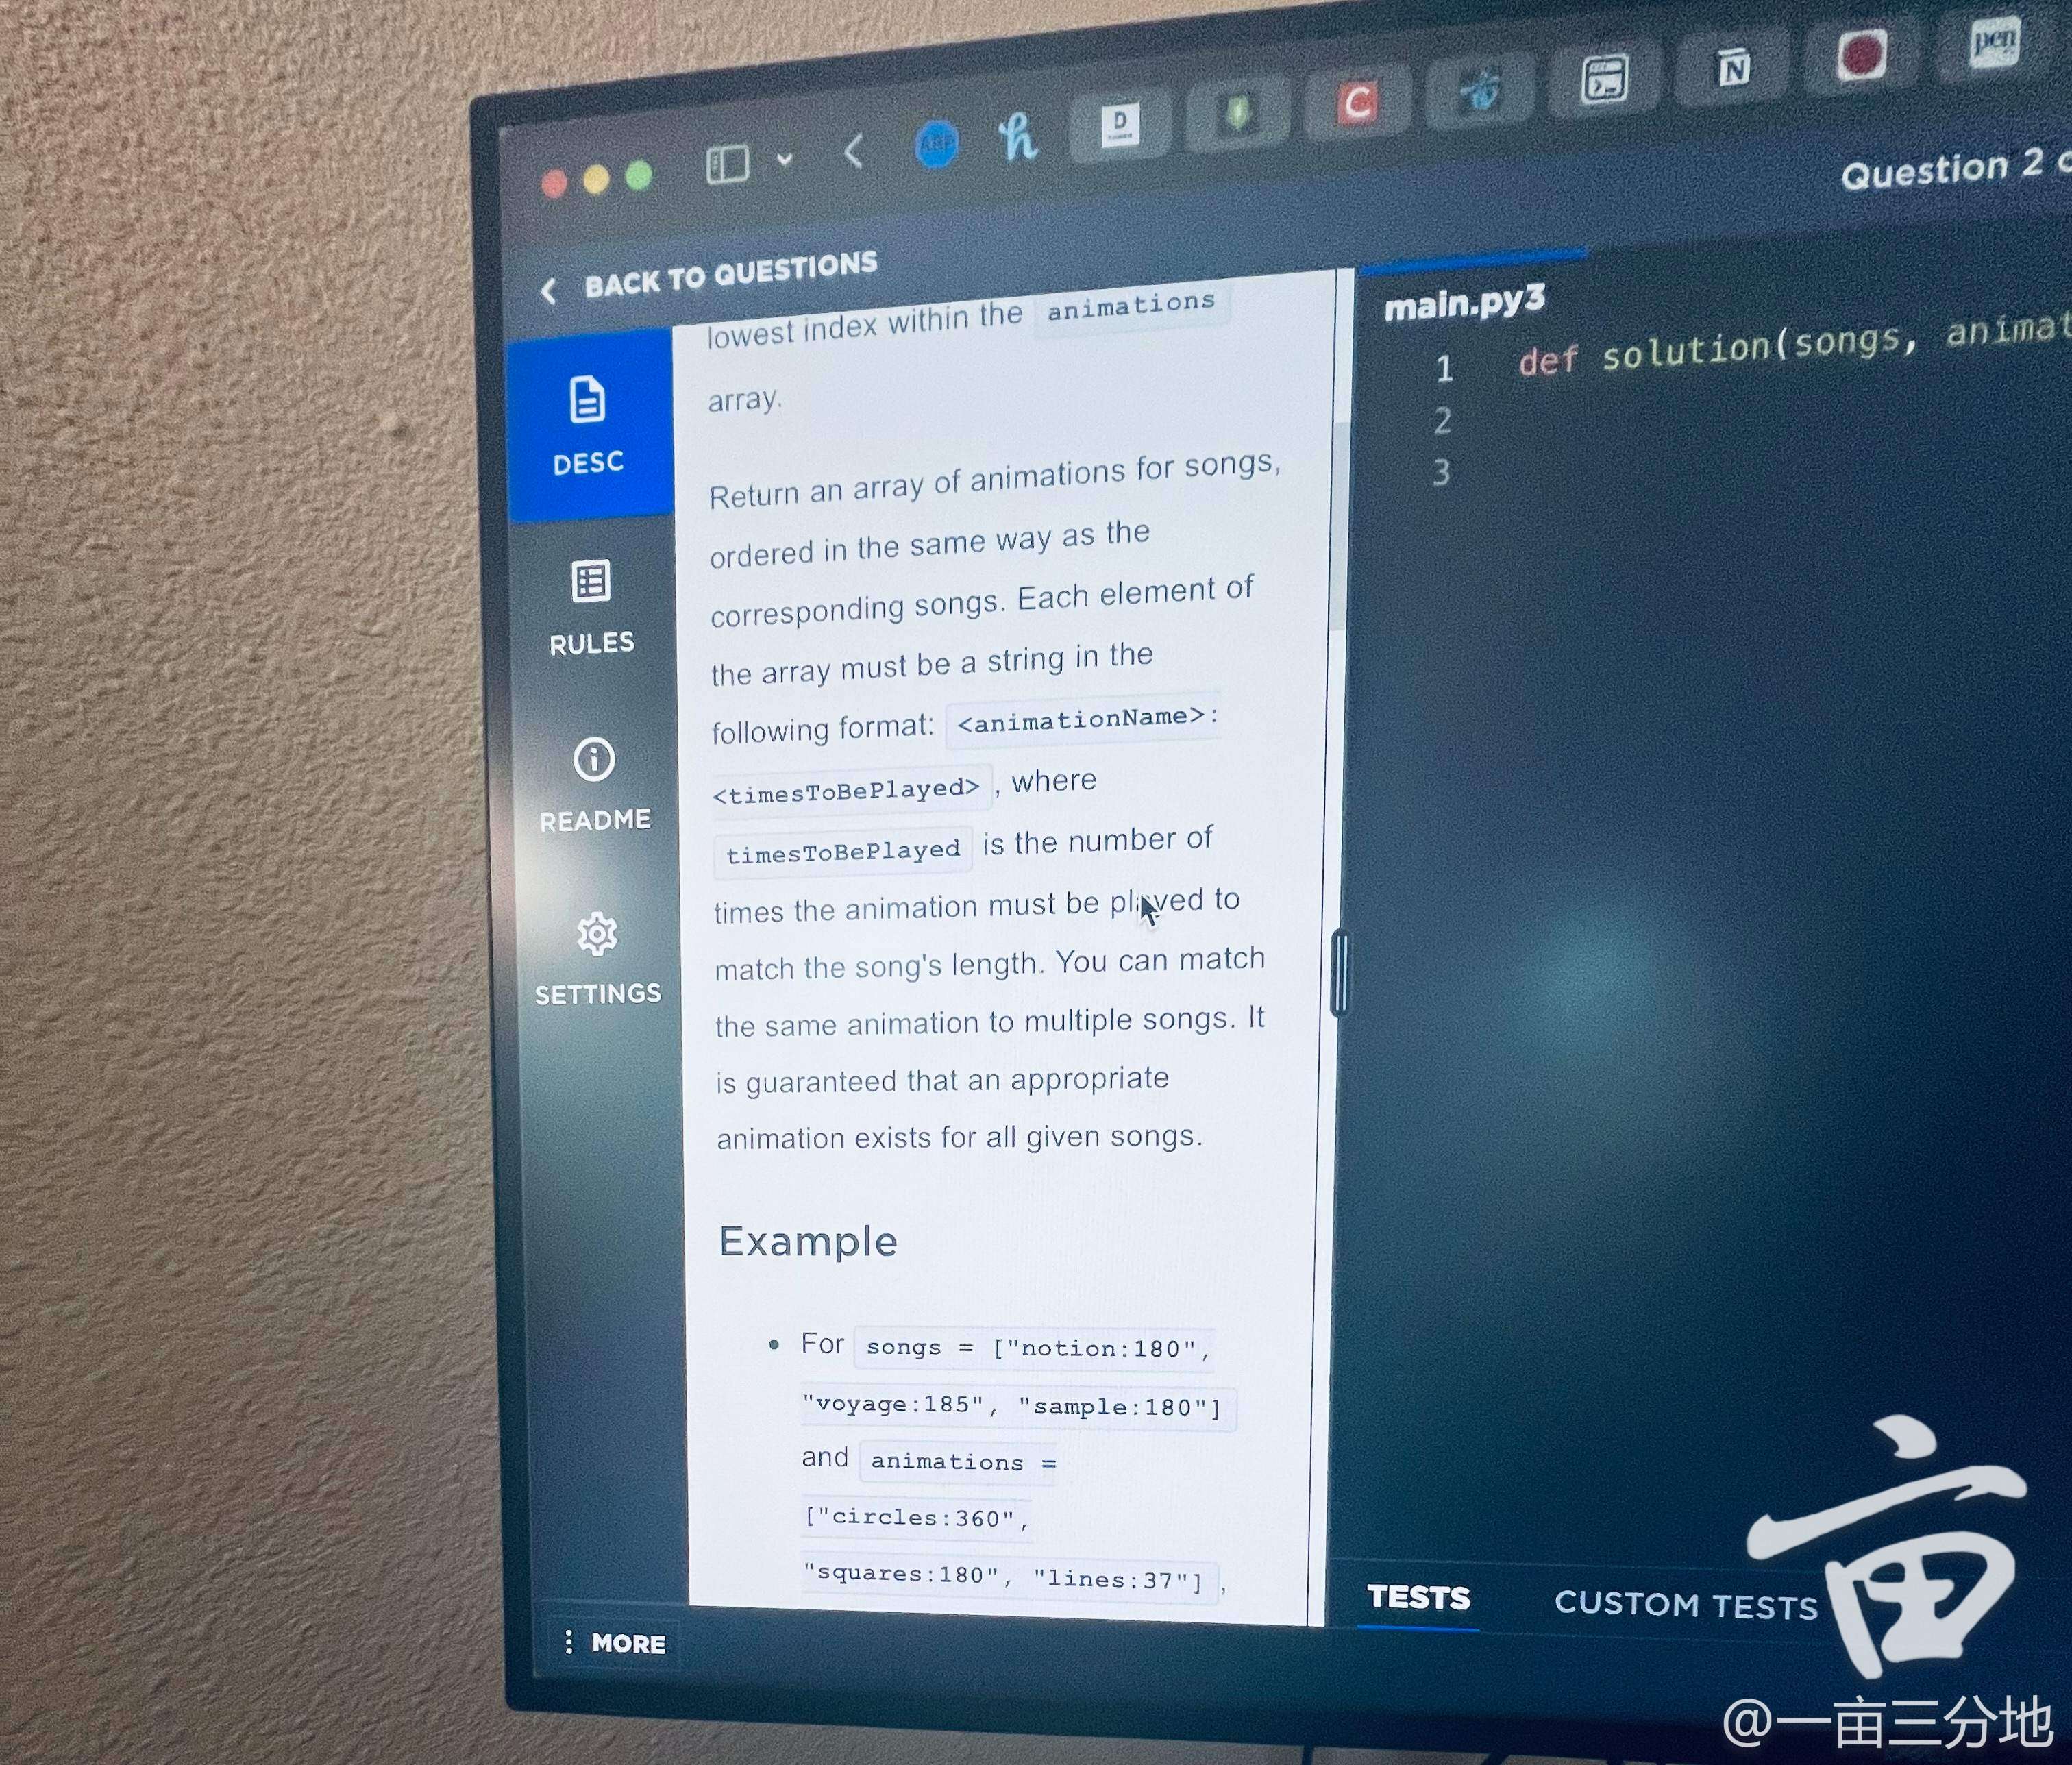 ABP
h
D
C
N
pen
Question 2
BACK TO QUESTIONS
lowest index within the animations
array.
Return an array of animations for songs,
ordered in the same way as the
corresponding songs. Each element of
the array must be a string in the
following format: <animationName>:
<timesToBePlayed> , where
timesToBePlayed is the number of
times the animation must be played to
match the song's length. You can match
the same animation to multiple songs. It
is guaranteed that an appropriate
animation exists for all given songs.
Example
• For songs = ["notion:180",
"voyage:185", "sample:180"]
and animations =
["circles:360",
"squares:180", "lines:37"] ,
DESC
RULES
README
SETTINGS
MORE
main.py3
1 def solution(songs, animat
2
3
TESTS
CUSTOM TESTS
亩
@一亩三分地